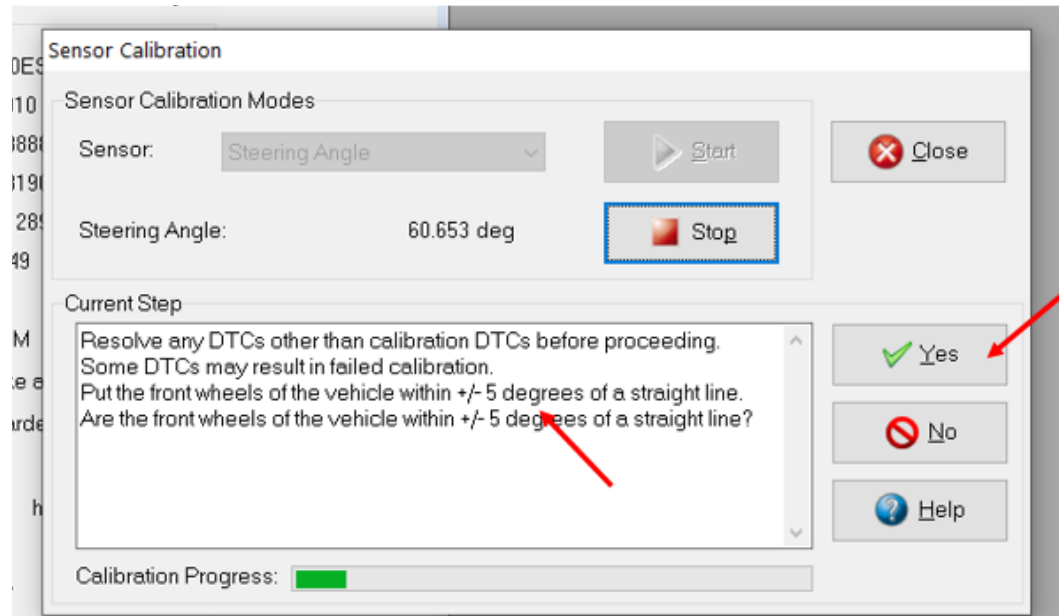 Sensor Calibration
Sensor Calibration Modes
Sensor: Steering Angle Start Close
Steering Angle: 60.653 deg Stop
Current Step
Resolve any DTCs other than calibration DTCs before proceeding.
Some DTCs may result in failed calibration.
Put the front wheels of the vehicle within +/- 5 degrees of a straight line.
Are the front wheels of the vehicle within +/- 5 degrees of a straight line?
Yes
No
Help
Calibration Progress: